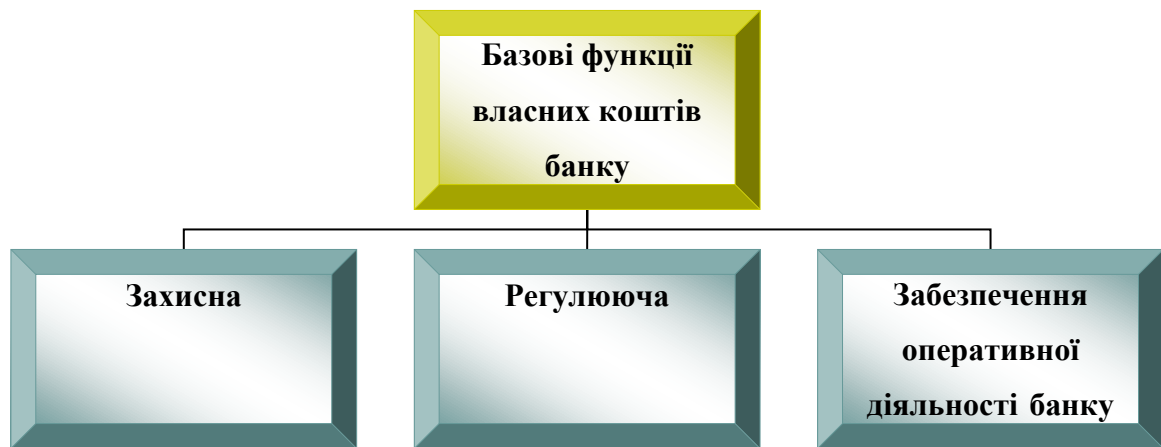 Базові функції
власних коштів
банку
Захисна
Регулююча
Забезпечення
оперативної
діяльності банку